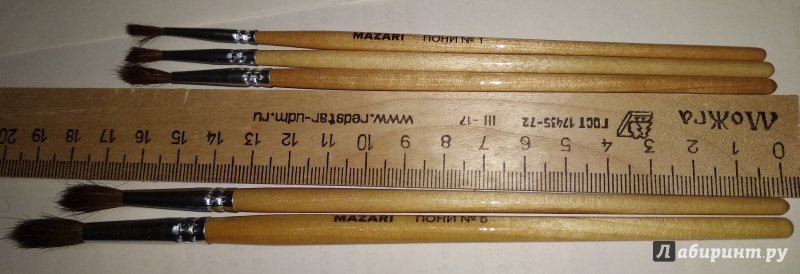 MAZARI ПОНИ № 1
www.redstar-udm.ru III - 17 ГОСТ 17435-72 МоЖга
20 19 18 17 16 15 14 13 12 11 10 9 8 7 6 5 4 3 2 1 0
MAZARI ПОНИ № 5
Лабиринт.ру